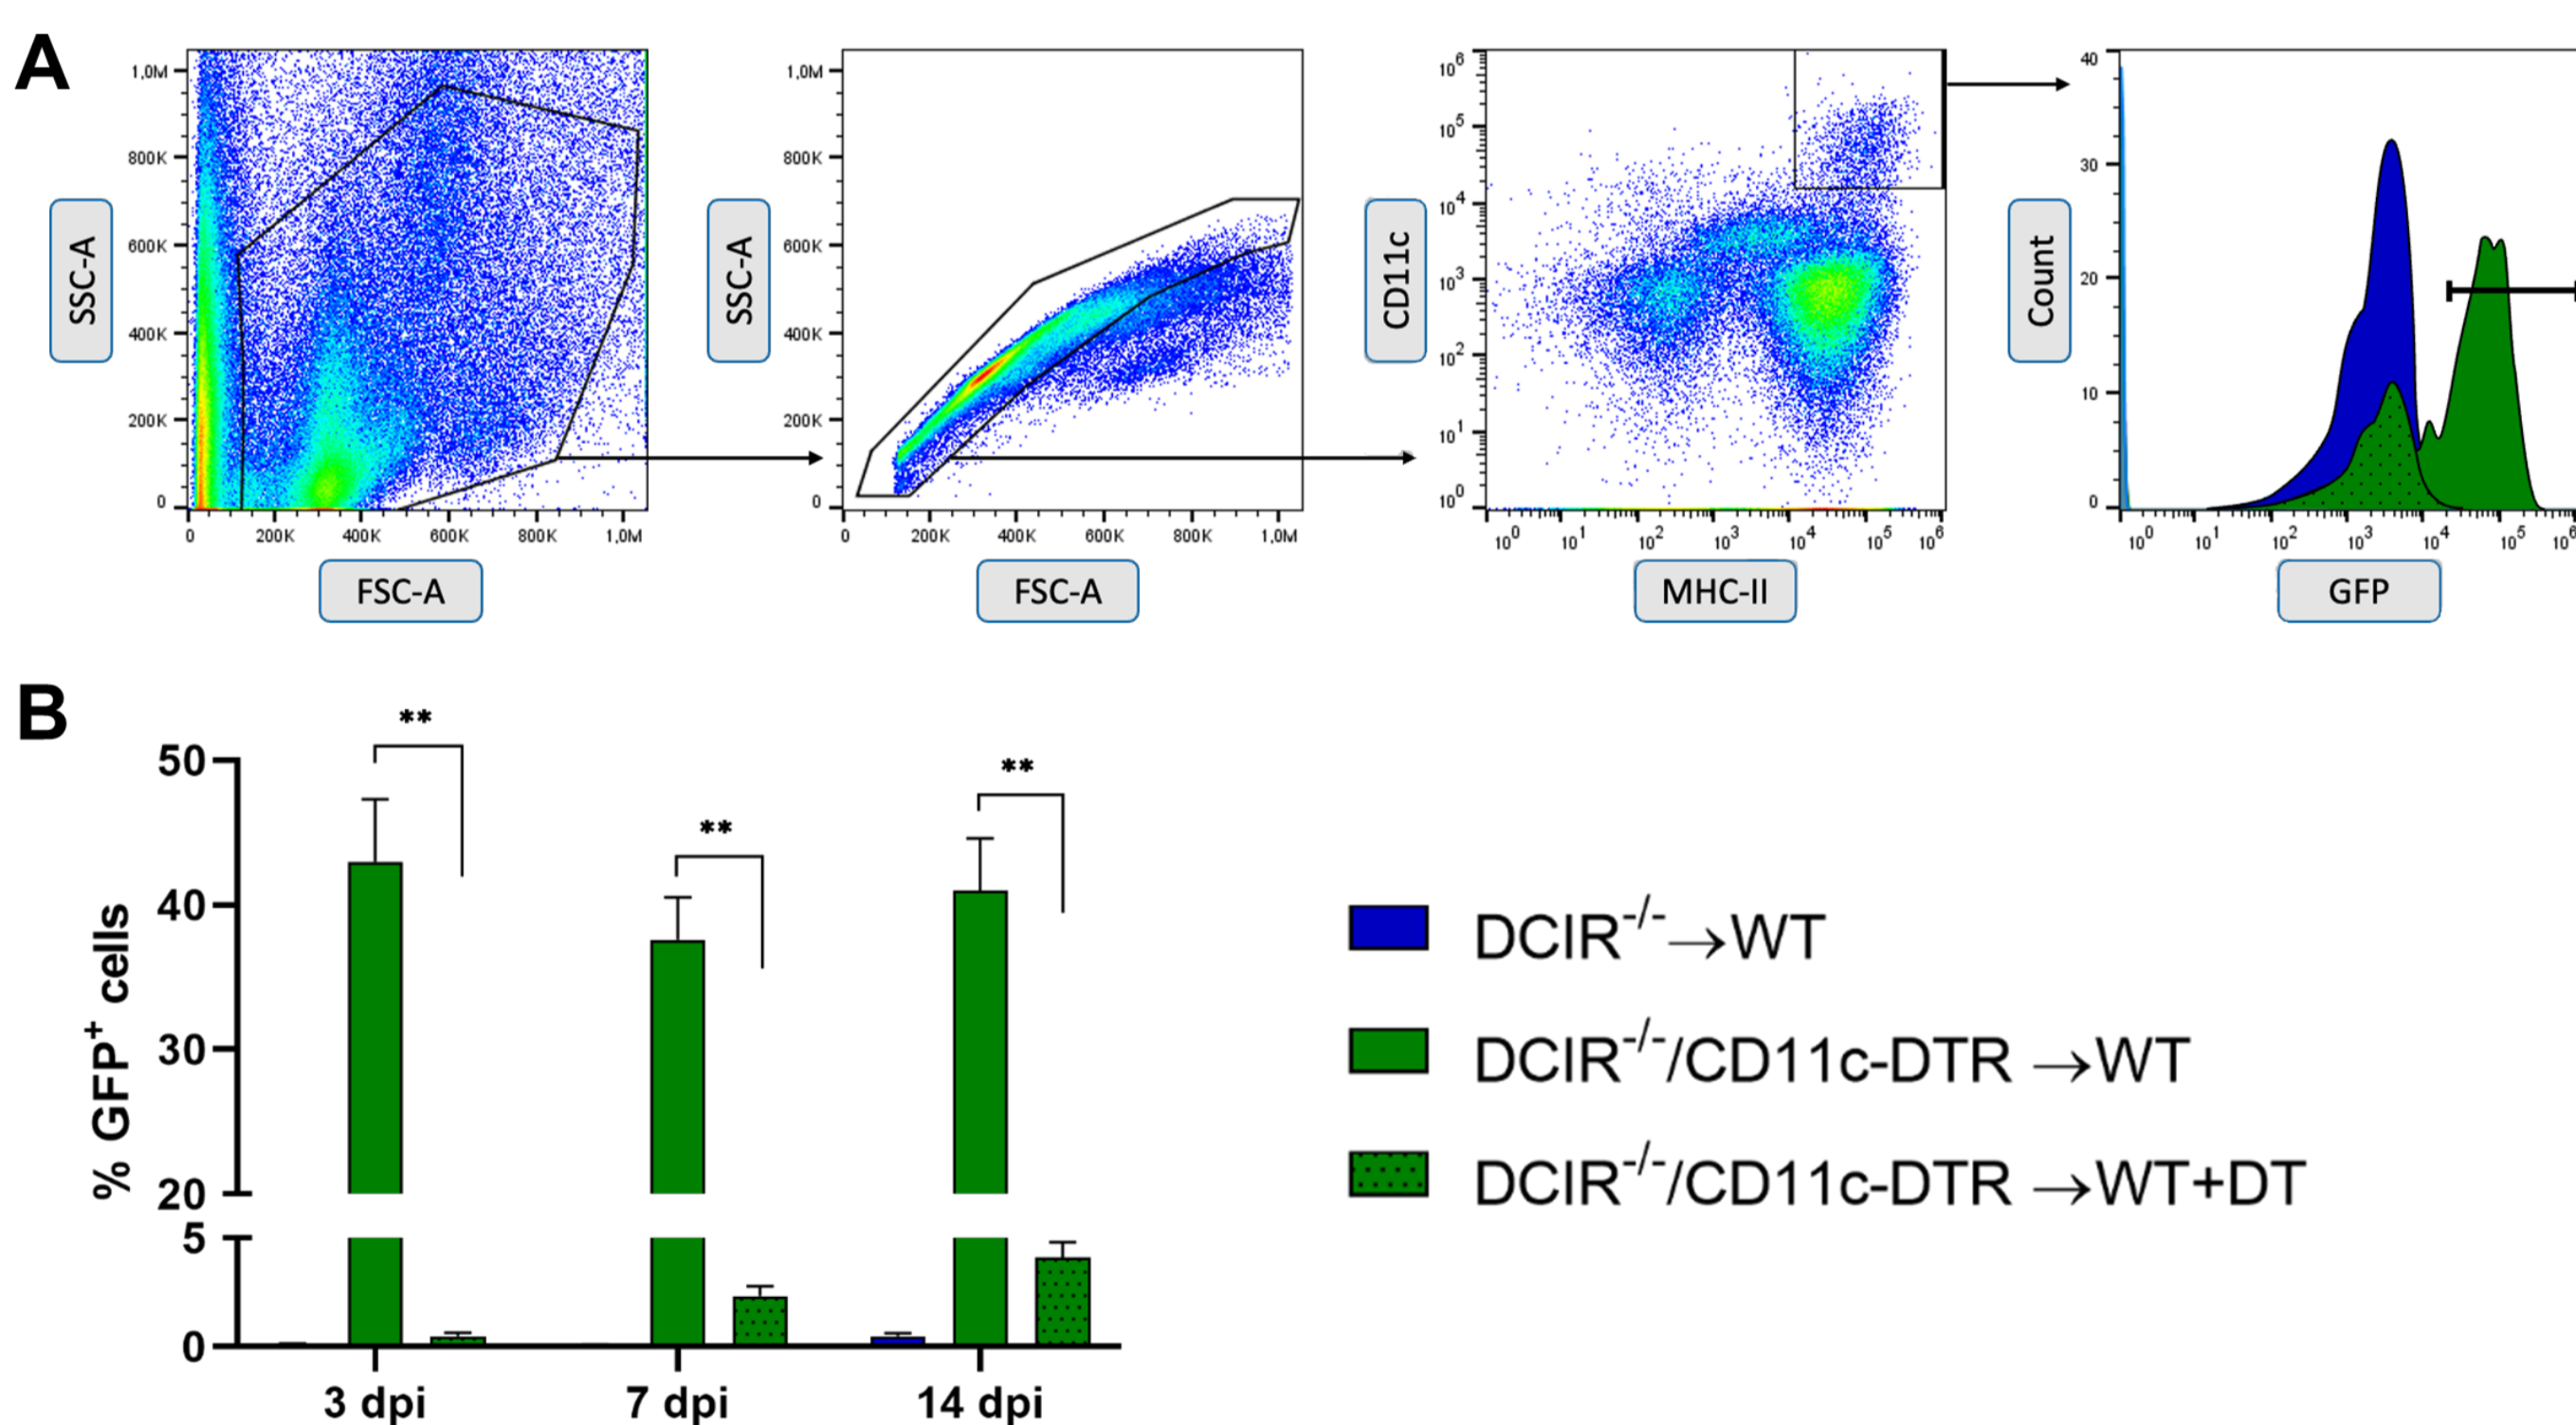 A
1,0M
800K
600K
400K
200K
0
SSC-A
0 200K 400K 600K 800K 1,0M
FSC-A
1,0M
800K
600K
400K
200K
0
SSC-A
0 200K 400K 600K 800K 1,0M
FSC-A
10^6
10^5
10^4
10^3
10^2
10^1
10^0
CD11c
10^0 10^1 10^2 10^3 10^4 10^5 10^6
MHC-II
40
30
20
10
0
Count
10^0 10^1 10^2 10^3 10^4 10^5 10^6
GFP
B
% GFP+ cells
50
40
30
20
5
0
**
**
**
3 dpi 7 dpi 14 dpi
DCIR-/-→WT
DCIR-/-/CD11c-DTR →WT
DCIR-/-/CD11c-DTR →WT+DT